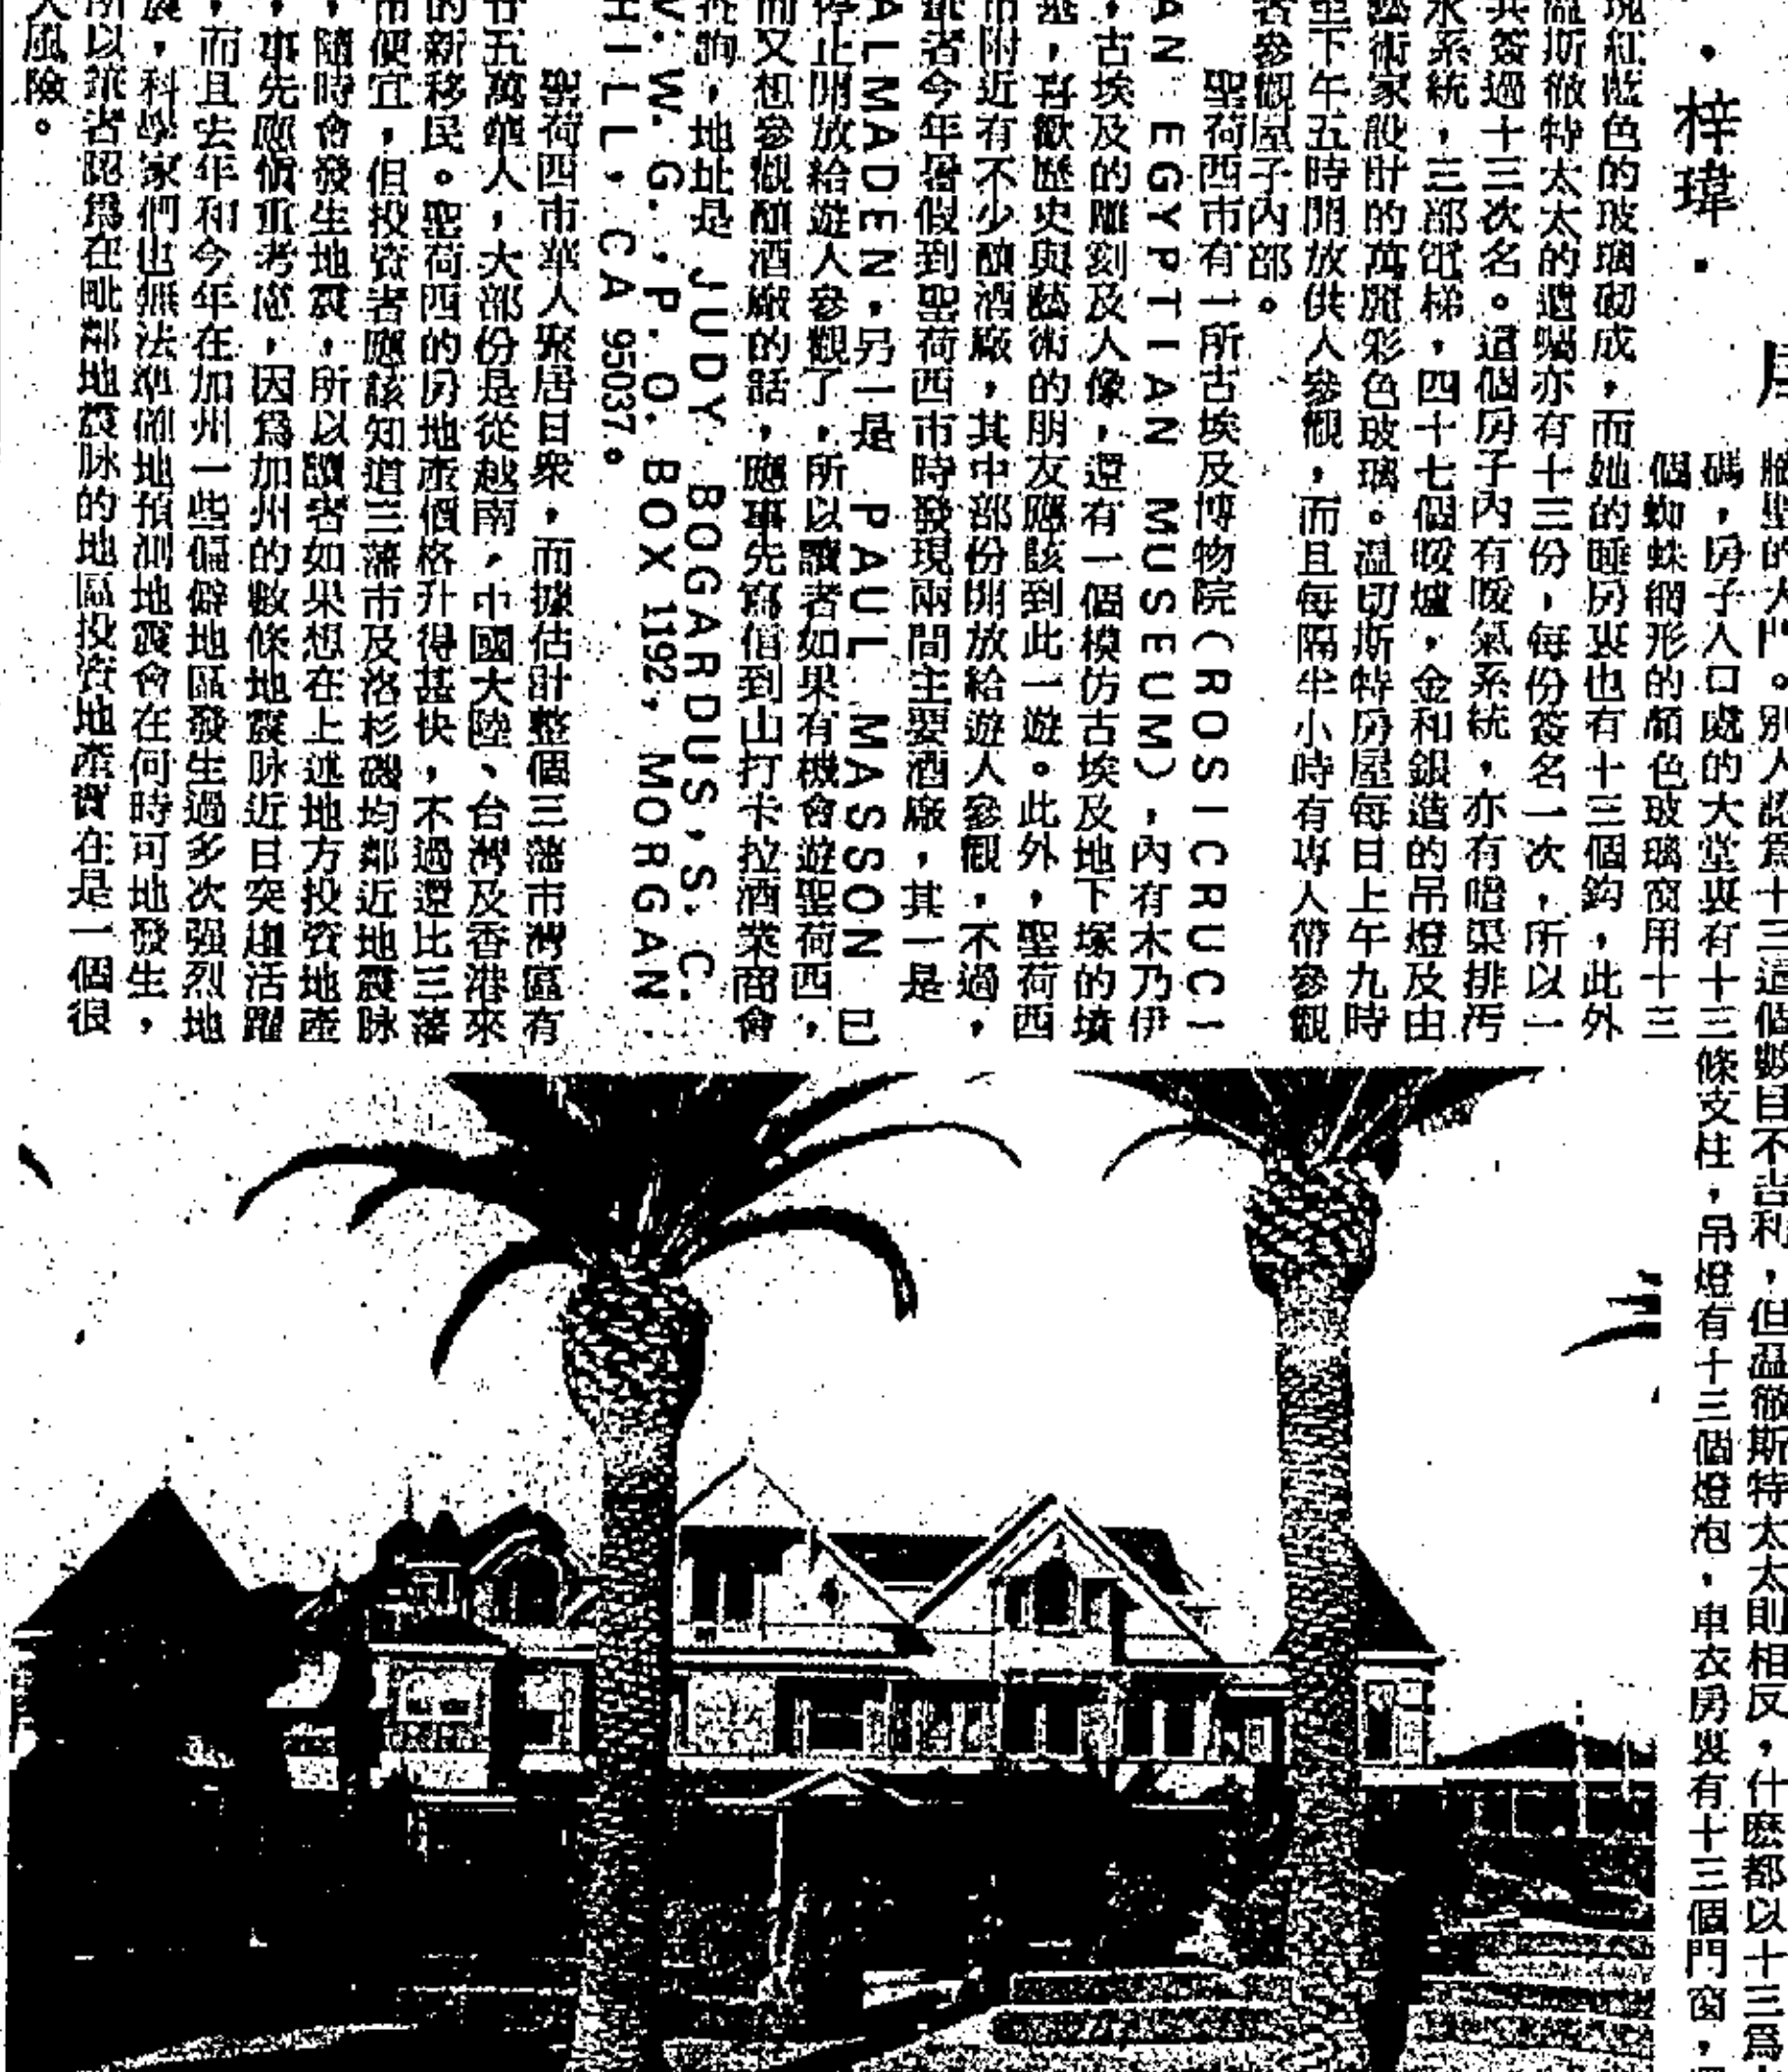 ・梓瑋・
牆壁的大門。別人認爲十三這個數目不吉利，但温徹斯特太太則相反，什麽都以十三爲
碼，房子入口處的大堂裏有十三條支柱，吊燈有十三個燈泡，車衣房裏有十三個門窗，
個蜘蛛網形的顏色玻璃窗用十三
塊紅藍色的玻璃砌成，而她的睡房裏也有十三個鈎，此外
温斯徹特太太的遺囑亦有十三份，每份簽名一次，所以一
共簽過十三次名。這個房子內有暖氣系統，亦有暗渠排污
水系統，三部電梯，四十七個暖爐，金和銀造的吊燈及由
藝術家設計的萬麗彩色玻璃。温切斯特房屋每日上午九時
至下午五時開放供人參觀，而且每隔半小時有專人帶參觀
者參觀屋子內部。
聖荷西市有一所古埃及博物院（ROSICRUCI
AN EGYPTIAN MUSEUM），內有木乃伊
，古埃及的雕刻及人像，還有一個模仿古埃及地下塚的墳
墓，喜歡歷史與藝術的朋友應該到此一遊。此外，聖荷西
市附近有不少釀酒廠，其中部份開放給遊人參觀，不過，
筆者今年暑假到聖荷西市時發現兩間主要酒廠，其一是
ALMADEN，另一是 PAUL MASSON 已
停止開放給遊人參觀了，所以讀者如果有機會遊聖荷西，
而又想參觀釀酒廠的話，應事先寫信到山打卡拉酒業商會
查詢，地址是 JUDY BOGARDUS，S.C.
V.W.G.，P.O. BOX 1192，MORGAN
HILL，CA 95037。
聖荷西市華人聚居日衆，而據估計整個三藩市灣區有
廿五萬華人，大部份是從越南，中國大陸、台灣及香港來
的新移民。聖荷西的房地產價格升得甚快，不過還比三藩
市便宜，但投資者應該知道三藩市及洛杉磯均鄰近地震脉
，隨時會發生地震，所以讀者如果想在上述地方投資地產
，事先應愼重考慮，因爲加州的數條地震脉近日突趨活躍
，而且去年和今年在加州一些偏僻地區發生過多次强烈地
震，科學家們也無法準確地預測地震會在何時可地發生，
所以筆者認爲在毗鄰地震脉的地區投資地產實在是一個很
大風險。